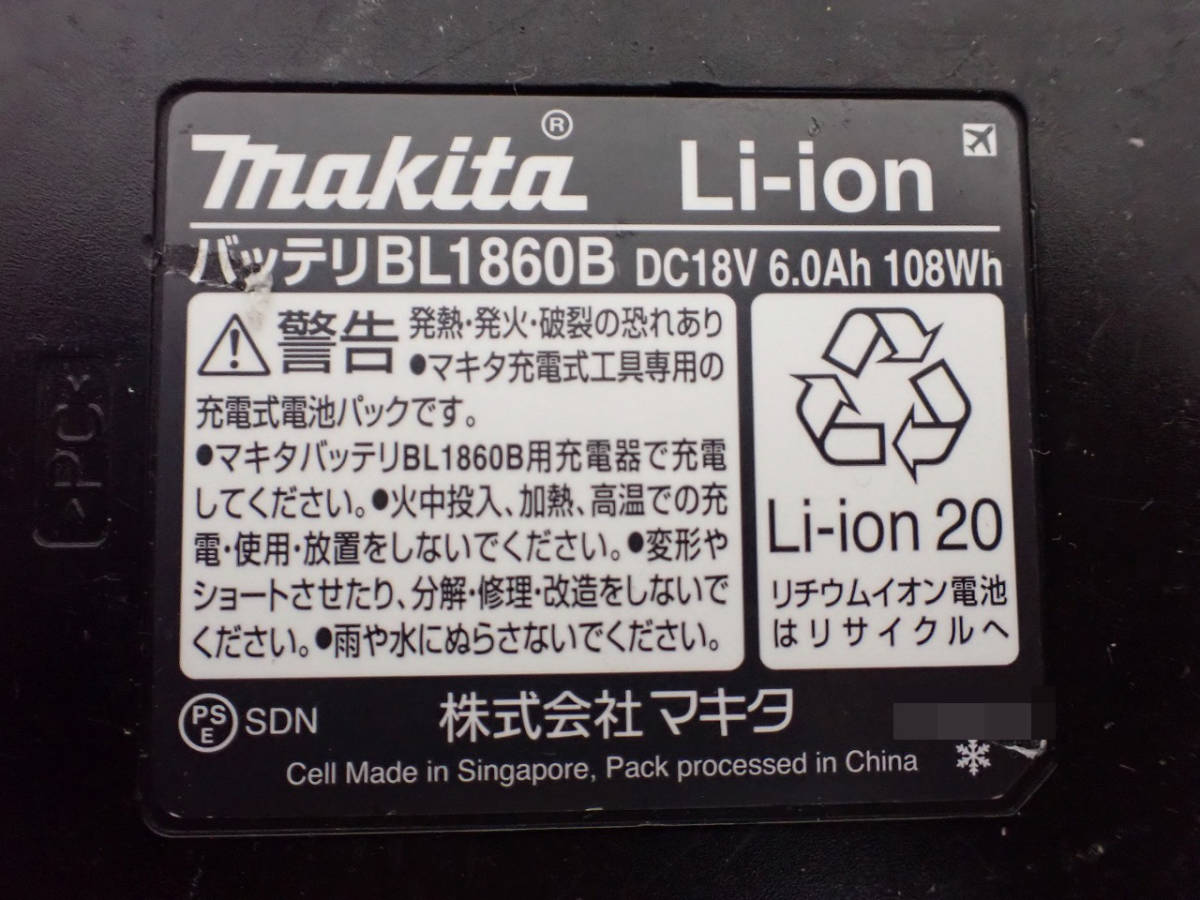 makita® Li-ion
バッテリBL1860B DC18V 6.0Ah 108Wh
警告 発熱・発火・破裂の恐れあり
●マキタ充電式工具専用の
充電式電池パックです。
●マキタバッテリBL1860B用充電器で充電
してください。●火中投入、加熱、高温での充
電・使用・放置をしないでください。●変形や
ショートさせたり、分解・修理・改造をしないで
ください。●雨や水にぬらさないでください。
Li-ion 20
リチウムイオン電池
はリサイクルへ
PSE SDN
株式会社マキタ
Cell Made in Singapore, Pack processed in China
>PC<